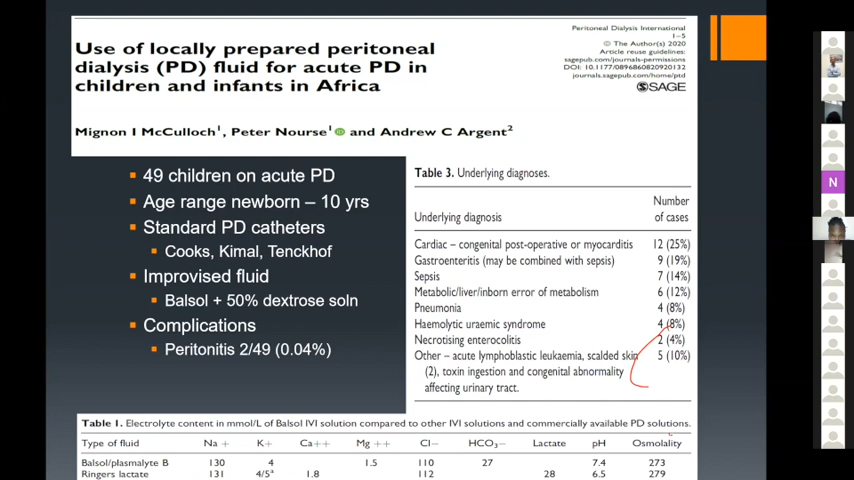 Peritoneal Dialysis International
1–5
© The Author(s) 2020
Article reuse guidelines:
sagepub.com/journals-permissions
DOI: 10.1177/0896860820920132
journals.sagepub.com/home/ptd
SAGE
Use of locally prepared peritoneal
dialysis (PD) fluid for acute PD in
children and infants in Africa
Mignon I McCulloch¹, Peter Nourse¹ and Andrew C Argent²
49 children on acute PD
Age range newborn – 10 yrs
Standard PD catheters
Cooks, Kimal, Tenckhof
Improvised fluid
Balsol + 50% dextrose soln
Complications
Peritonitis 2/49 (0.04%)
Table 3. Underlying diagnoses.
Underlying diagnosis Number of cases
Cardiac – congenital post-operative or myocarditis 12 (25%)
Gastroenteritis (may be combined with sepsis) 9 (19%)
Sepsis 7 (14%)
Metabolic/liver/inborn error of metabolism 6 (12%)
Pneumonia 4 (8%)
Haemolytic uraemic syndrome 4 (8%)
Necrotising enterocolitis 2 (4%)
Other – acute lymphoblastic leukaemia, scalded skin 5 (10%)
(2), toxin ingestion and congenital abnormality
affecting urinary tract.
Table 1. Electrolyte content in mmol/L of Balsol IVI solution compared to other IVI solutions and commercially available PD solutions.
Type of fluid Na + K+ Ca++ Mg ++ Cl− HCO₃− Lactate pH Osmolality
Balsol/plasmalyte B 130 4 1.5 110 27 7.4 273
Ringers lactate 131 4/5ᵃ 1.8 112 28 6.5 279
N